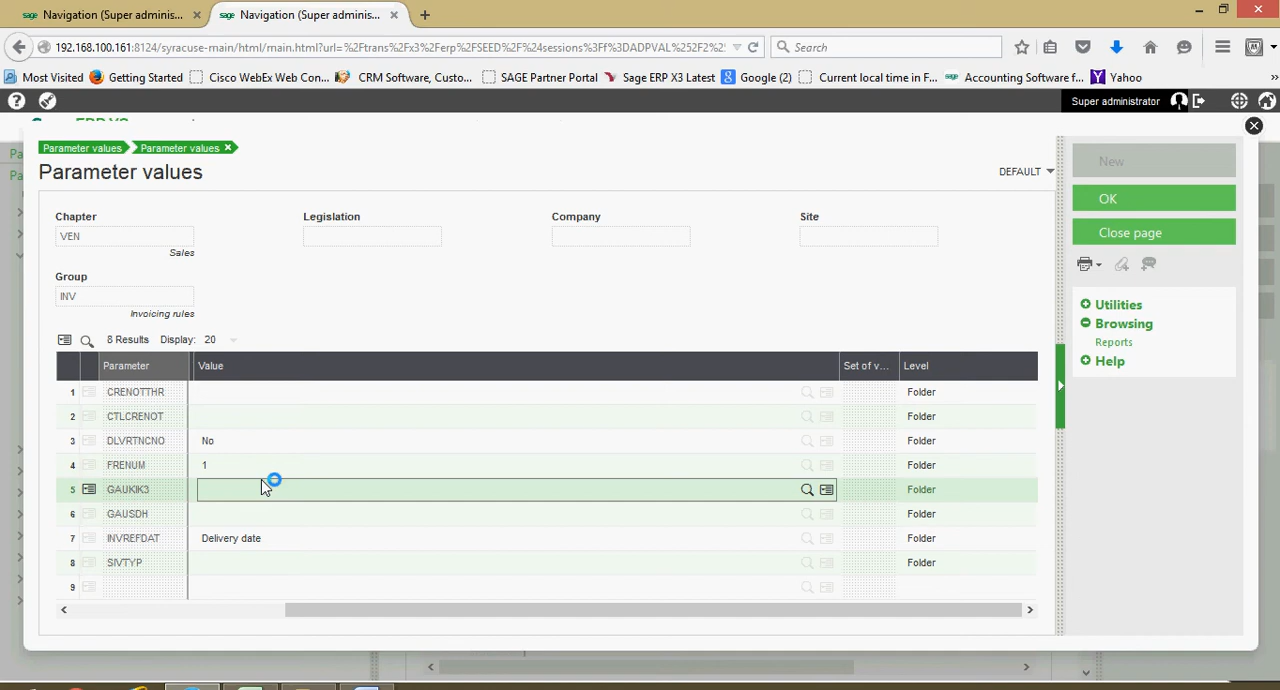 Navigation (Super adminis...
Navigation (Super adminis...
192.168.100.161:8124/syracuse-main/html/main.html?url=%2Ftrans%2Fx3%2Ferp%2FSEED%2F%24sessions%3Ff%3DADPVAL%252F2%2
Search
Most Visited
Getting Started
Cisco WebEx Web Con...
CRM Software, Custo...
SAGE Partner Portal
Sage ERP X3 Latest
Google (2)
Current local time in F...
Accounting Software f...
Yahoo
Super administrator
Parameter values
Parameter values
Parameter values
DEFAULT
New
OK
Close page
Chapter
Legislation
Company
Site
VEN
Sales
Group
INV
Invoicing rules
8 Results Display: 20
Utilities
Browsing
Reports
Help
Parameter Value Set of v... Level
1 CRENOTTHR Folder
2 CTLCRENOT Folder
3 DLVRTNCNO No Folder
4 FRENUM 1 Folder
5 GAUKIK3 Folder
6 GAUSDH Folder
7 INVREFDAT Delivery date Folder
8 SIVTYP Folder
9